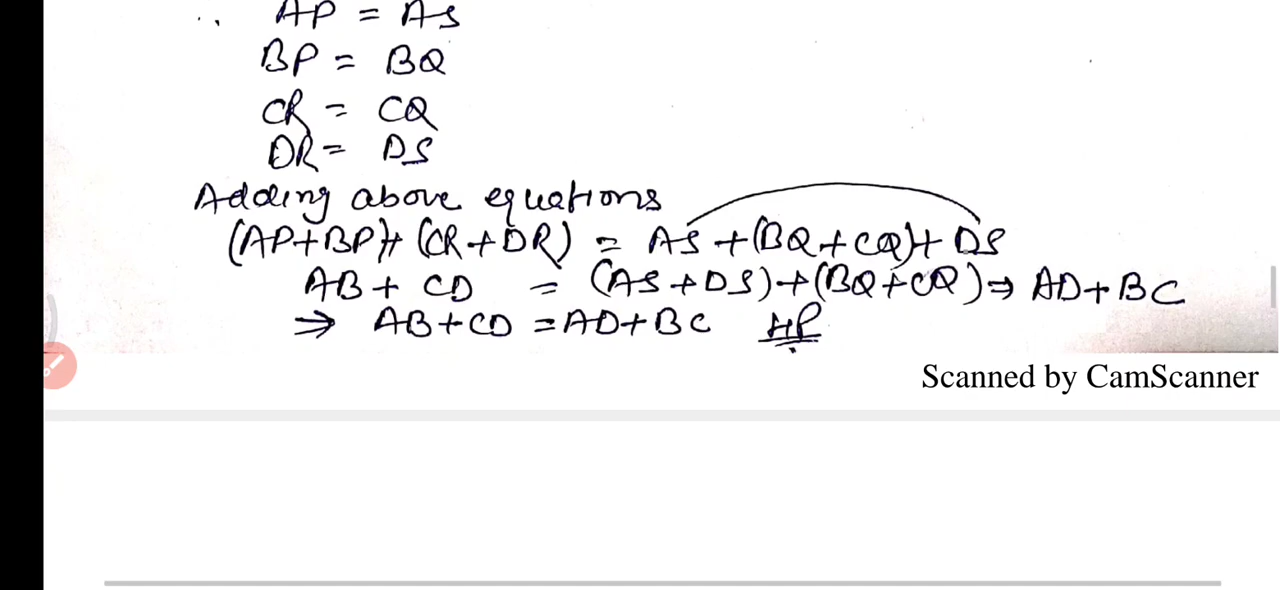 ∴ AP = AS
BP = BQ
CR = CQ
DR = DS
Adding above equations
(AP+BP)+(CR+DR) = AS+(BQ+CQ)+DS
AB+CD = (AS+DS)+(BQ+CQ)⇒ AD+BC
⇒ AB+CD = AD+BC HP
Scanned by CamScanner